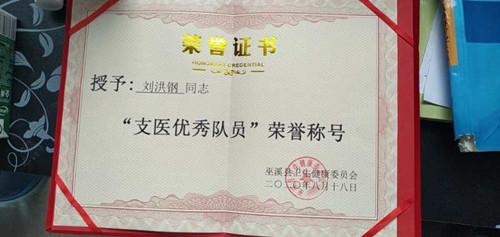 荣誉证书
HONORARY CREDENTIAL
授予：刘洪钢 同志
“支医优秀队员”荣誉称号
巫溪县卫生健康委员会
二〇二〇年八月十八日